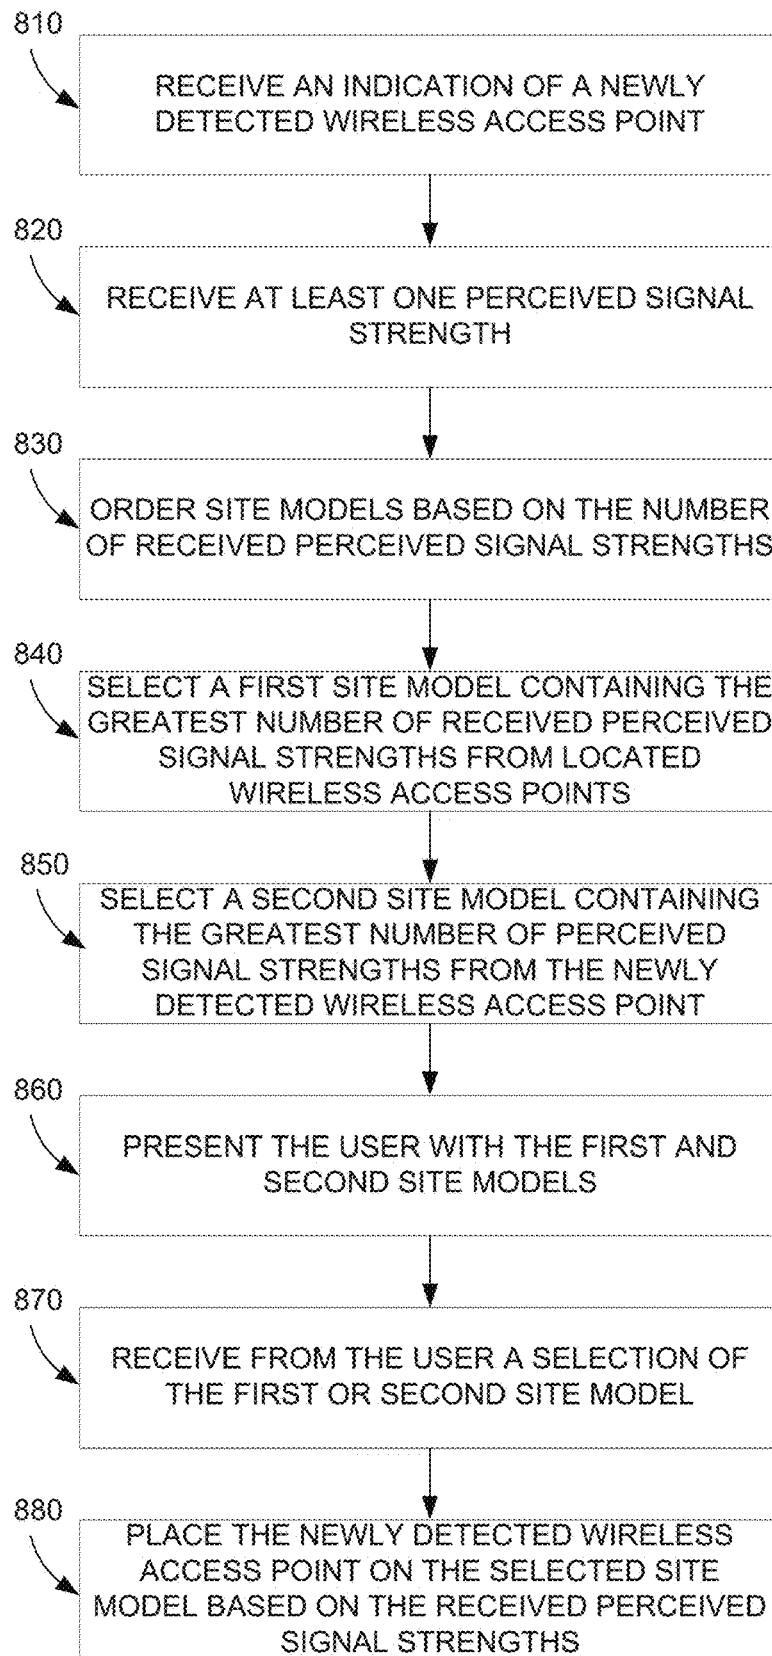 810
RECEIVE AN INDICATION OF A NEWLY
DETECTED WIRELESS ACCESS POINT
820
RECEIVE AT LEAST ONE PERCEIVED SIGNAL
STRENGTH
830
ORDER SITE MODELS BASED ON THE NUMBER
OF RECEIVED PERCEIVED SIGNAL STRENGTHS
840
SELECT A FIRST SITE MODEL CONTAINING THE
GREATEST NUMBER OF RECEIVED PERCEIVED
SIGNAL STRENGTHS FROM LOCATED
WIRELESS ACCESS POINTS
850
SELECT A SECOND SITE MODEL CONTAINING
THE GREATEST NUMBER OF PERCEIVED
SIGNAL STRENGTHS FROM THE NEWLY
DETECTED WIRELESS ACCESS POINT
860
PRESENT THE USER WITH THE FIRST AND
SECOND SITE MODELS
870
RECEIVE FROM THE USER A SELECTION OF
THE FIRST OR SECOND SITE MODEL
880
PLACE THE NEWLY DETECTED WIRELESS
ACCESS POINT ON THE SELECTED SITE
MODEL BASED ON THE RECEIVED PERCEIVED
SIGNAL STRENGTHS